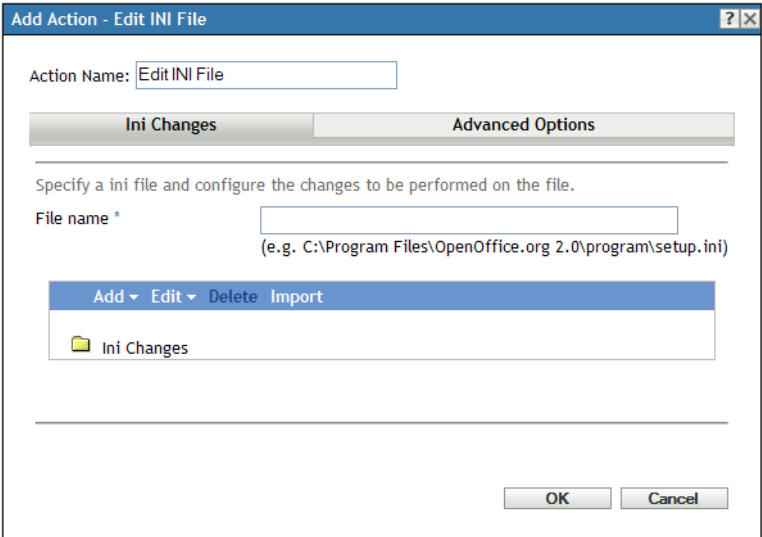 Add Action - Edit INI File
Action Name: Edit INI File
Ini Changes Advanced Options
Specify a ini file and configure the changes to be performed on the file.
File name *
(e.g. C:\Program Files\OpenOffice.org 2.0\program\setup.ini)
Add Edit Delete Import
Ini Changes
OK Cancel